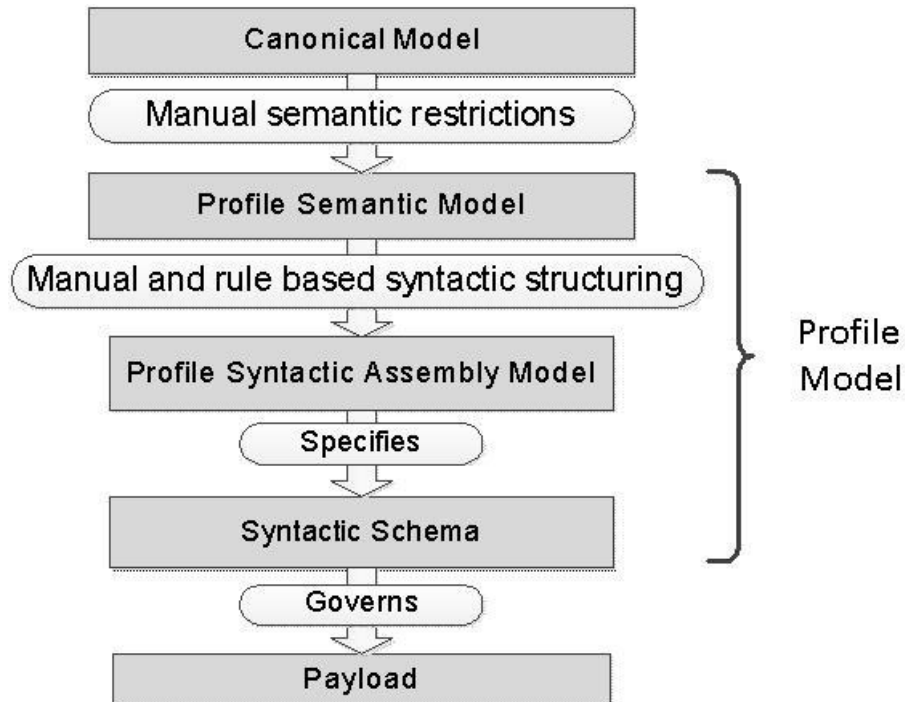 Canonical Model
Manual semantic restrictions
Profile Semantic Model
Manual and rule based syntactic structuring
Profile Syntactic Assembly Model
Specifies
Syntactic Schema
Governs
Payload
Profile
Model